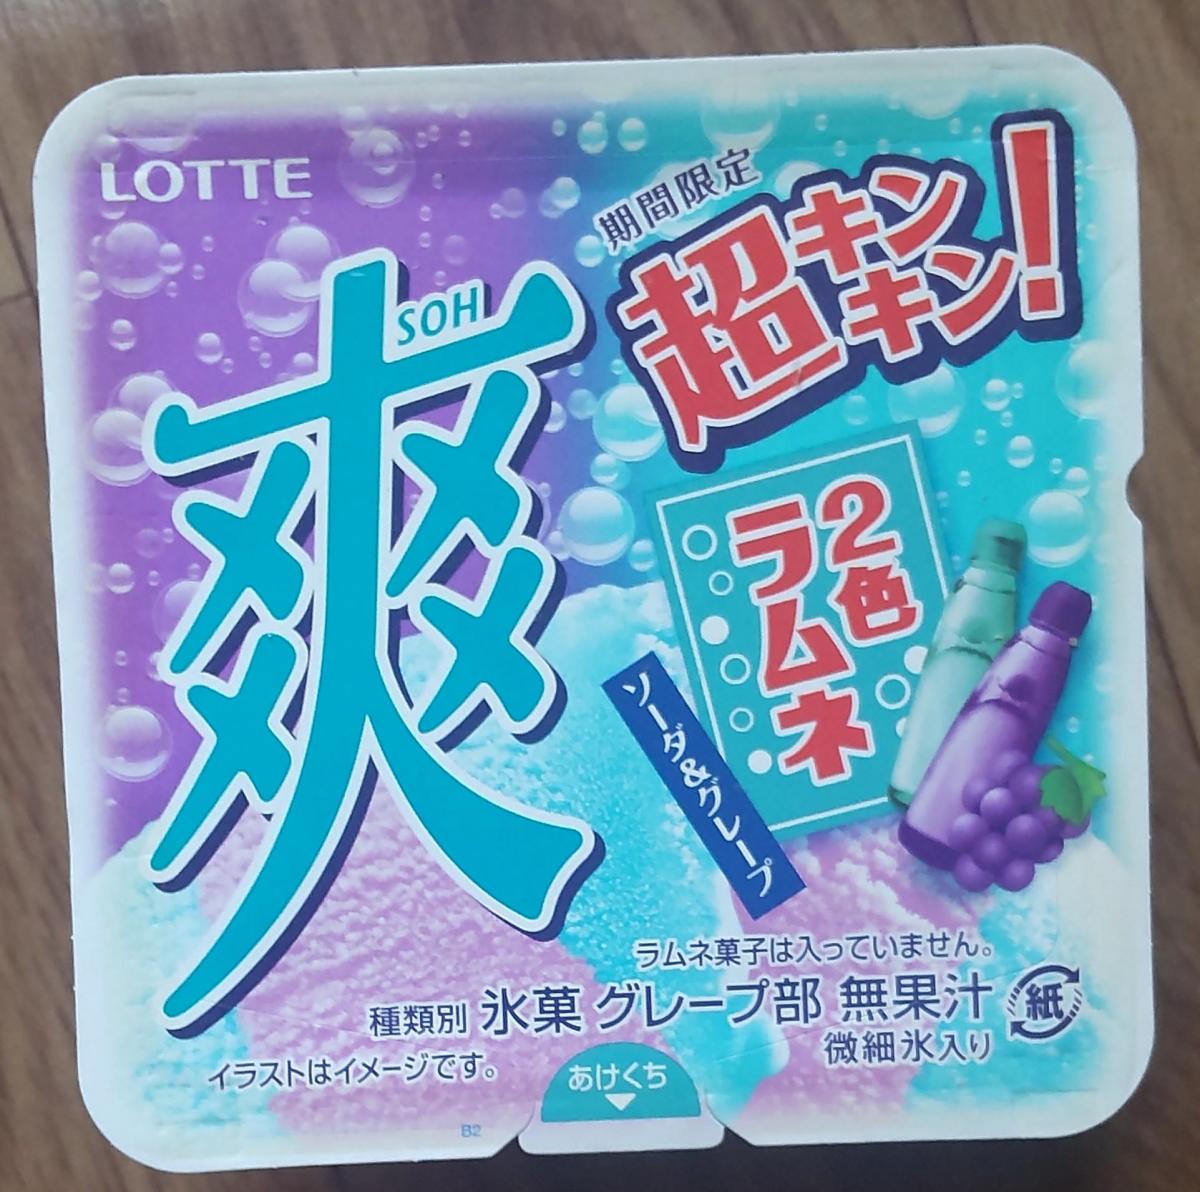 LOTTE
期間限定
超キンキン!
爽
SOH
2色
ラムネ
ソーダ&グレープ
ラムネ菓子は入っていません。
種類別 氷菓 グレープ部 無果汁
微細氷入り
紙
イラストはイメージです。
あけくち
B2